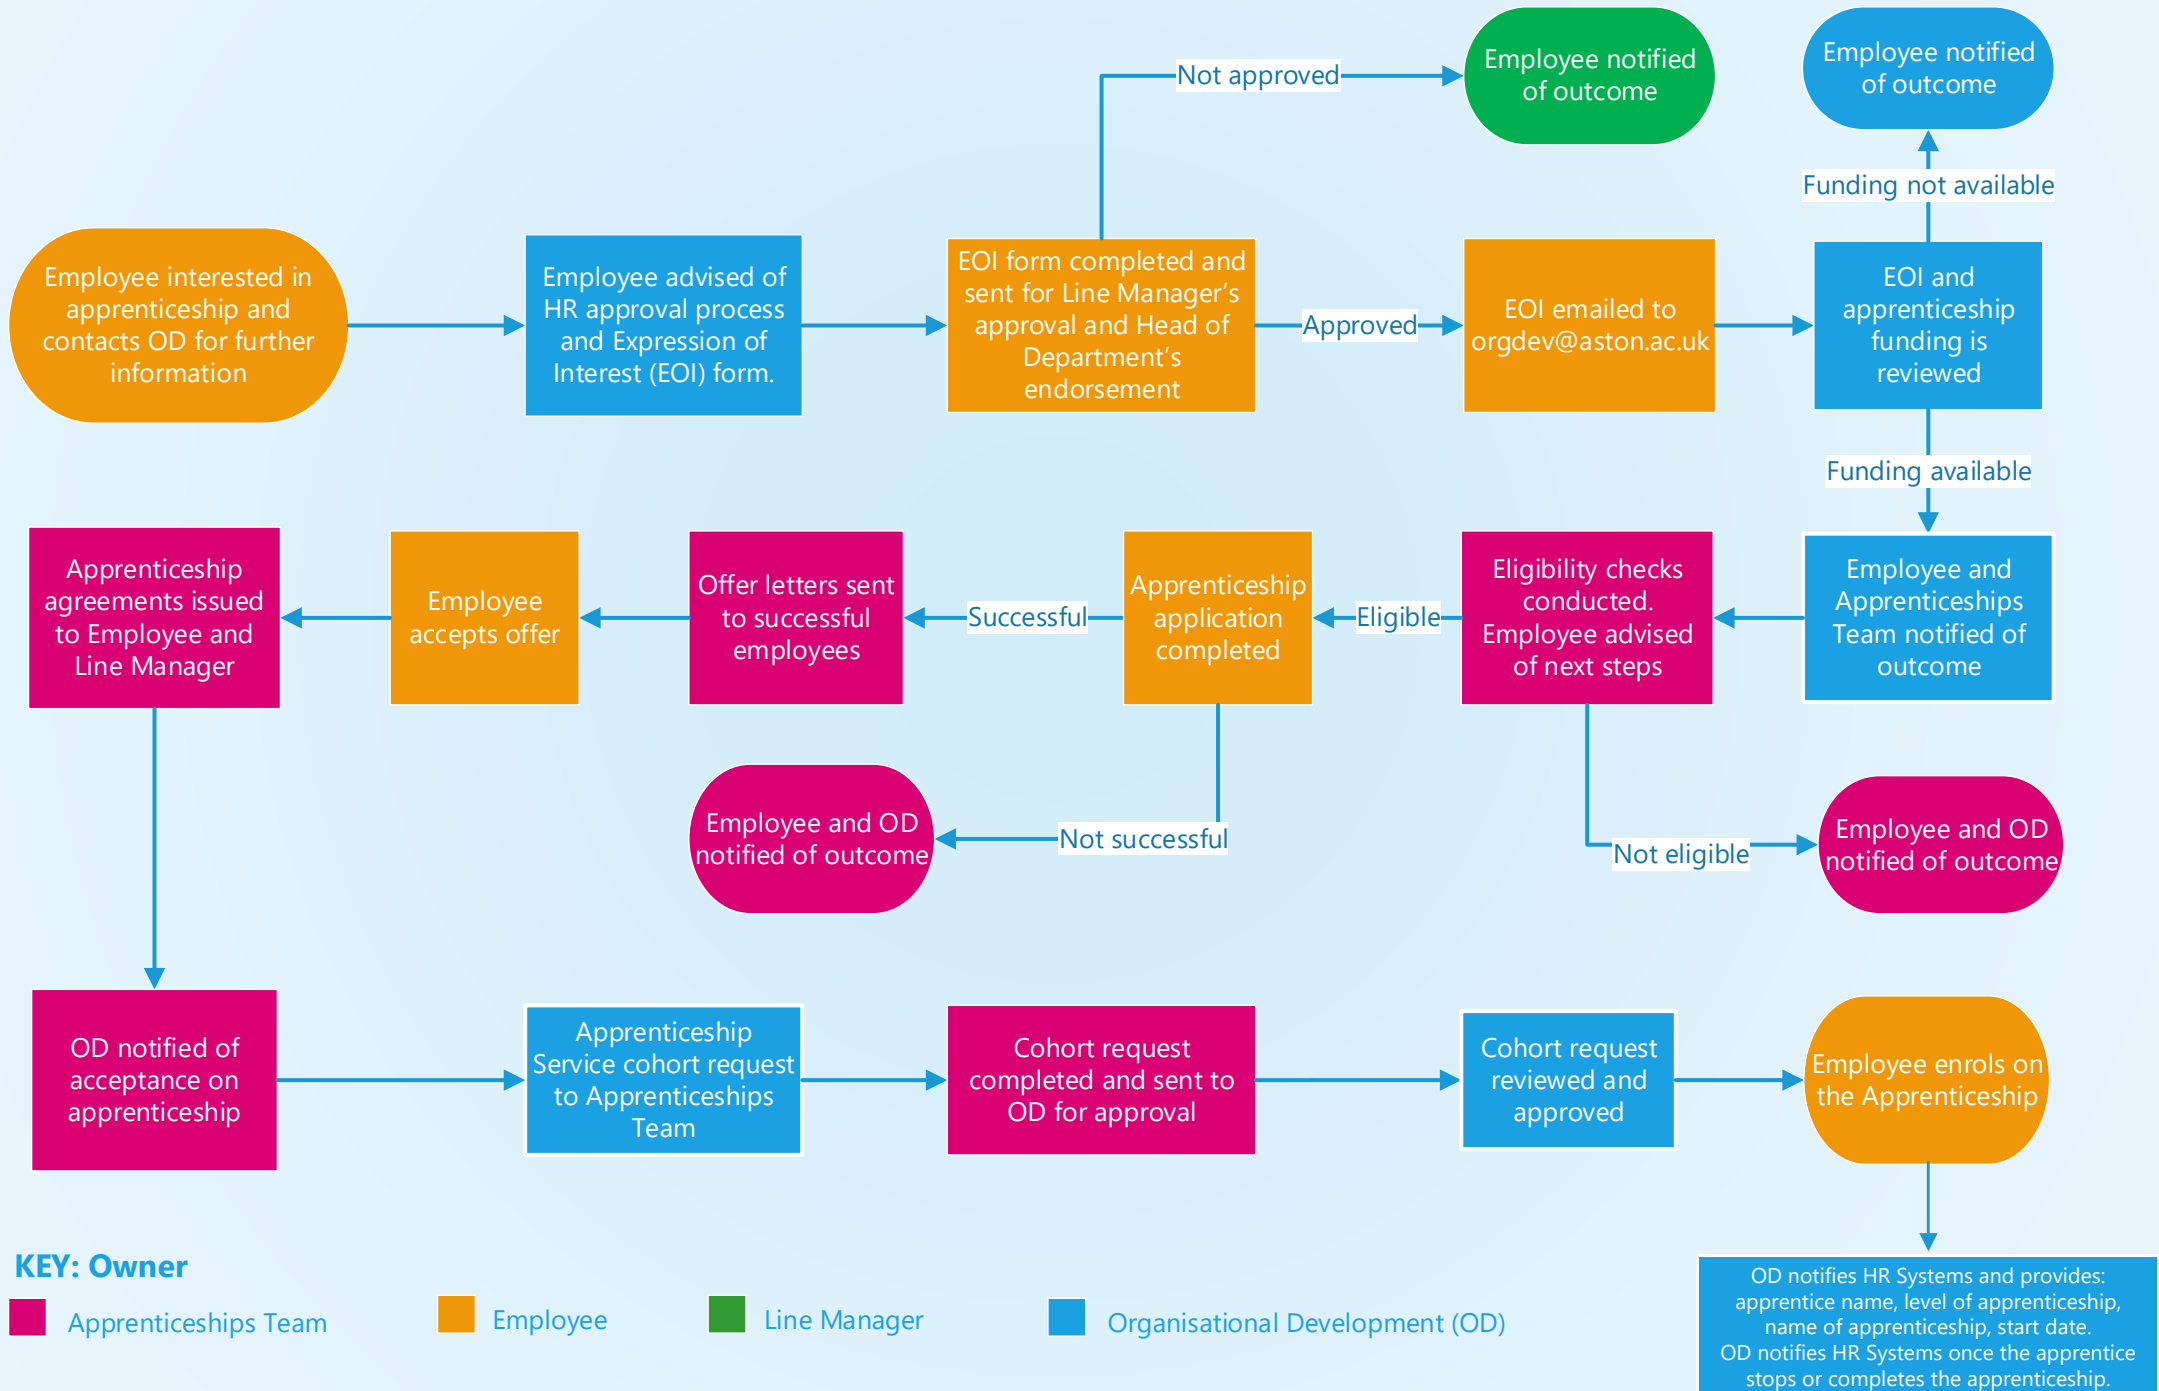 Not approved
Employee notified
of outcome
Employee notified
of outcome
Funding not available
Employee interested in
apprenticeship and
contacts OD for further
information
Employee advised of
HR approval process
and Expression of
Interest (EOI) form.
EOI form completed and
sent for Line Manager's
approval and Head of
Department's
endorsement
Approved
EOI emailed to
orgdev@aston.ac.uk
EOI and
apprenticeship
funding is
reviewed
Funding available
Employee and
Apprenticeships
Team notified of
outcome
Eligibility checks
conducted.
Employee advised
of next steps
Eligible
Apprenticeship
application
completed
Successful
Offer letters sent
to successful
employees
Employee
accepts offer
Apprenticeship
agreements issued
to Employee and
Line Manager
Employee and OD
notified of outcome
Not successful
Not eligible
Employee and OD
notified of outcome
OD notified of
acceptance on
apprenticeship
Apprenticeship
Service cohort request
to Apprenticeships
Team
Cohort request
completed and sent to
OD for approval
Cohort request
reviewed and
approved
Employee enrols on
the Apprenticeship
OD notifies HR Systems and provides:
apprentice name, level of apprenticeship,
name of apprenticeship, start date.
OD notifies HR Systems once the apprentice
stops or completes the apprenticeship.
KEY: Owner
Apprenticeships Team
Employee
Line Manager
Organisational Development (OD)